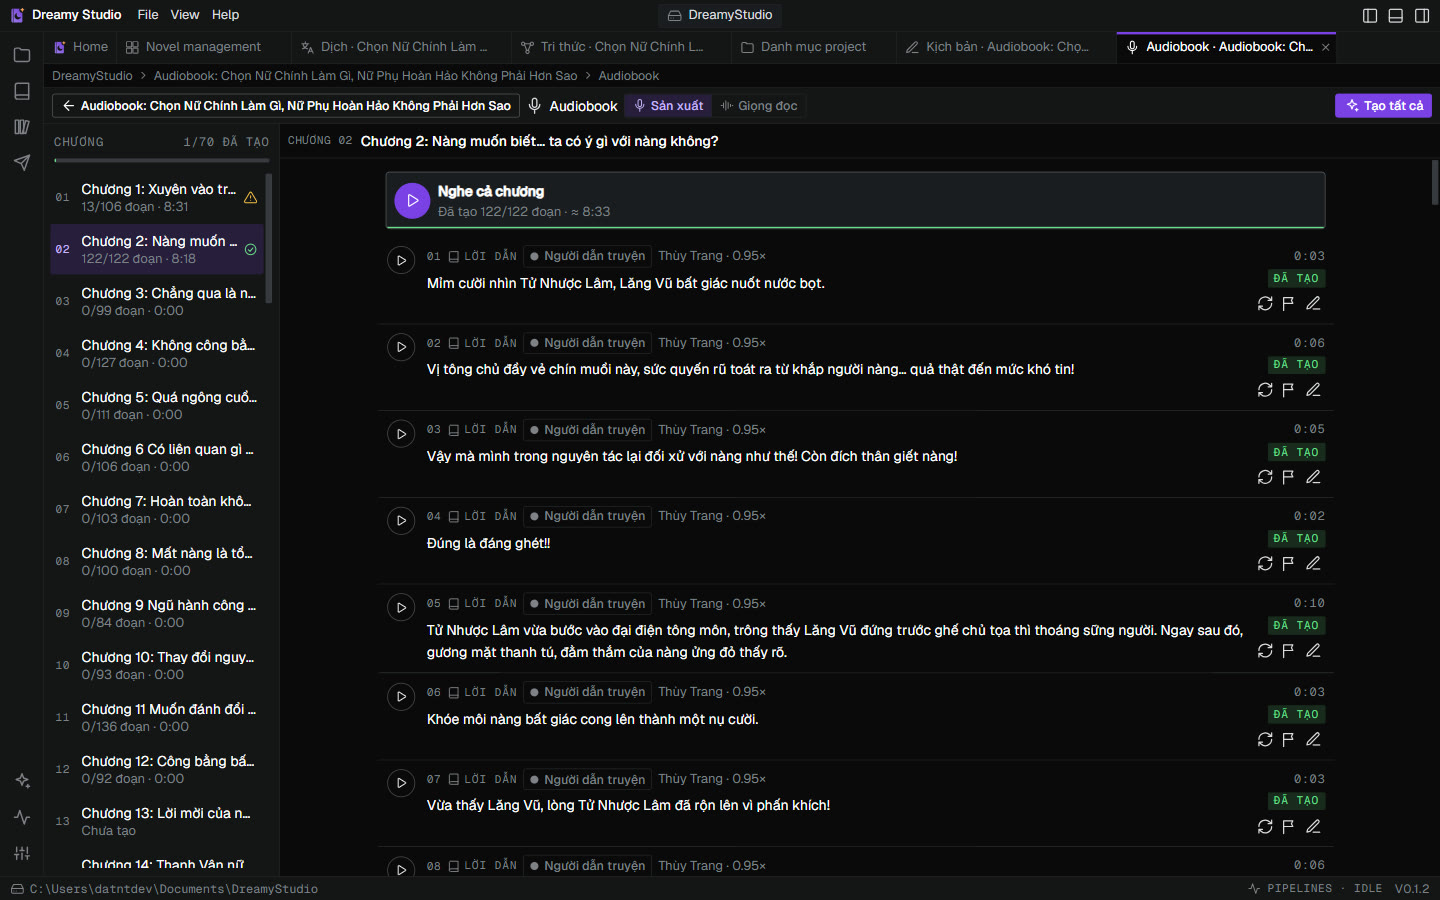 Dreamy Studio File View Help DreamyStudio
Home Novel management Dịch · Chọn Nữ Chính Làm ... Tri thức · Chọn Nữ Chính L... Danh mục project Kịch bản · Audiobook: Chọ... Audiobook · Audiobook: Ch...
DreamyStudio Audiobook: Chọn Nữ Chính Làm Gì, Nữ Phụ Hoàn Hảo Không Phải Hơn Sao Audiobook
Audiobook: Chọn Nữ Chính Làm Gì, Nữ Phụ Hoàn Hảo Không Phải Hơn Sao Audiobook Sản xuất Giọng đọc Tạo tất cả
CHƯƠNG 1/70 ĐÃ TẠO
01 Chương 1: Xuyên vào tr...
13/106 đoạn · 8:31
02 Chương 2: Nàng muốn ...
122/122 đoạn · 8:18
03 Chương 3: Chẳng qua là n...
0/99 đoạn · 0:00
04 Chương 4: Không công bằ...
0/127 đoạn · 0:00
05 Chương 5: Quá ngông cuồ...
0/111 đoạn · 0:00
06 Chương 6 Có liên quan gì ...
0/106 đoạn · 0:00
07 Chương 7: Hoàn toàn khô...
0/103 đoạn · 0:00
08 Chương 8: Mất nàng là tổ...
0/100 đoạn · 0:00
09 Chương 9 Ngũ hành công ...
0/84 đoạn · 0:00
10 Chương 10: Thay đổi nguy...
0/93 đoạn · 0:00
11 Chương 11 Muốn đánh đổi ...
0/136 đoạn · 0:00
12 Chương 12: Công bằng bấ...
0/92 đoạn · 0:00
13 Chương 13: Lời mời của n...
Chưa tạo
Chương 14: Thanh Vân nữ
CHƯƠNG 02 Chương 2: Nàng muốn biết... ta có ý gì với nàng không?
Nghe cả chương
Đã tạo 122/122 đoạn · ≈ 8:33
01 LỜI DẪN Người dẫn truyện Thùy Trang · 0.95× 0:03
ĐÃ TẠO
Mỉm cười nhìn Tử Nhược Lâm, Lăng Vũ bất giác nuốt nước bọt.
02 LỜI DẪN Người dẫn truyện Thùy Trang · 0.95× 0:06
ĐÃ TẠO
Vị tông chủ đầy vẻ chín muồi này, sức quyến rũ toát ra từ khắp người nàng... quả thật đến mức khó tin!
03 LỜI DẪN Người dẫn truyện Thùy Trang · 0.95× 0:05
ĐÃ TẠO
Vậy mà mình trong nguyên tác lại đối xử với nàng như thế! Còn đích thân giết nàng!
04 LỜI DẪN Người dẫn truyện Thùy Trang · 0.95× 0:02
ĐÃ TẠO
Đúng là đáng ghét!!
05 LỜI DẪN Người dẫn truyện Thùy Trang · 0.95× 0:10
ĐÃ TẠO
Tử Nhược Lâm vừa bước vào đại điện tông môn, trông thấy Lăng Vũ đứng trước ghế chủ tọa thì thoáng sững người. Ngay sau đó,
gương mặt thanh tú, đằm thắm của nàng ửng đỏ thấy rõ.
06 LỜI DẪN Người dẫn truyện Thùy Trang · 0.95× 0:03
ĐÃ TẠO
Khóe môi nàng bất giác cong lên thành một nụ cười.
07 LỜI DẪN Người dẫn truyện Thùy Trang · 0.95× 0:03
ĐÃ TẠO
Vừa thấy Lăng Vũ, lòng Tử Nhược Lâm đã rộn lên vì phấn khích!
08 LỜI DẪN Người dẫn truyện Thùy Trang · 0.95× 0:06
C:\Users\datntdev\Documents\DreamyStudio PIPELINES · IDLE V0.1.2